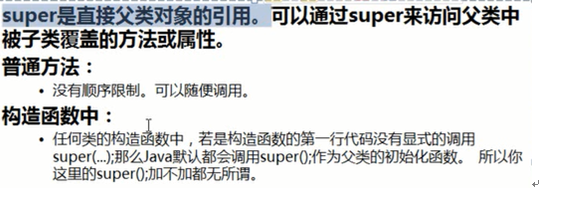 super是直接父类对象的引用。可以通过super来访问父类中
被子类覆盖的方法或属性。
普通方法：
• 没有顺序限制。可以随便调用。
构造函数中：
• 任何类的构造函数中，若是构造函数的第一行代码没有显式的调用
super(...);那么Java默认都会调用super();作为父类的初始化函数。 所以你
这里的super();加不加都无所谓。